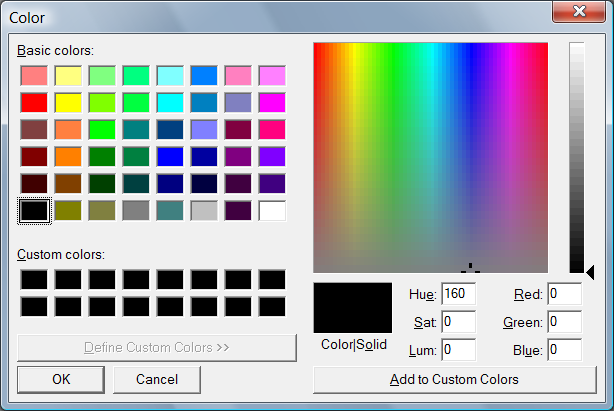 Color
Basic colors:
Custom colors:
Define Custom Colors >>
OK
Cancel
Color|Solid
Hue: 160
Sat: 0
Lum: 0
Red: 0
Green: 0
Blue: 0
Add to Custom Colors